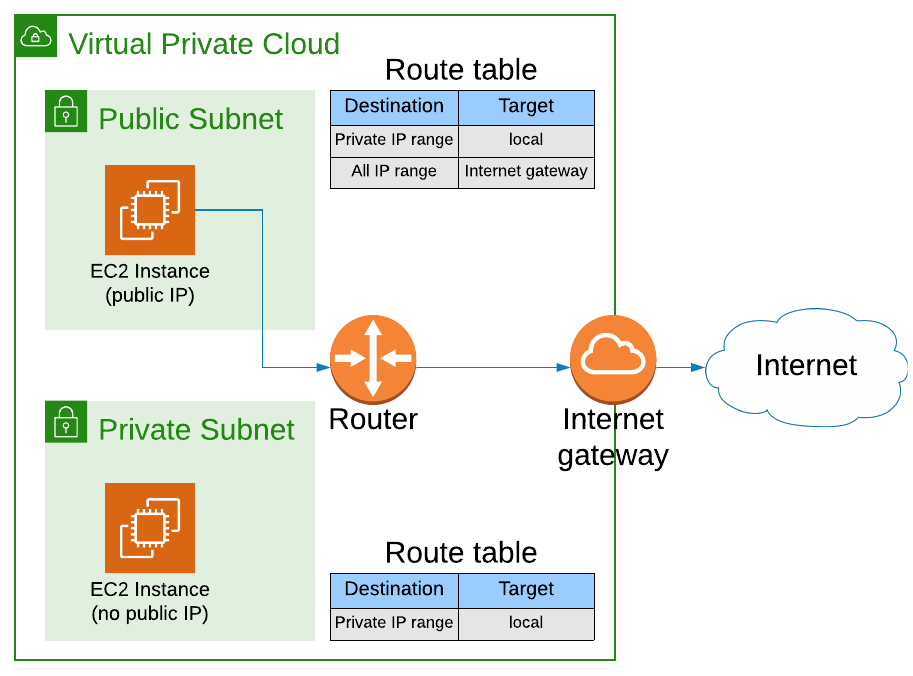 Virtual Private Cloud
Route table
Destination Target
Private IP range local
All IP range Internet gateway
Public Subnet
EC2 Instance
(public IP)
Router
Internet
gateway
Internet
Private Subnet
EC2 Instance
(no public IP)
Route table
Destination Target
Private IP range local